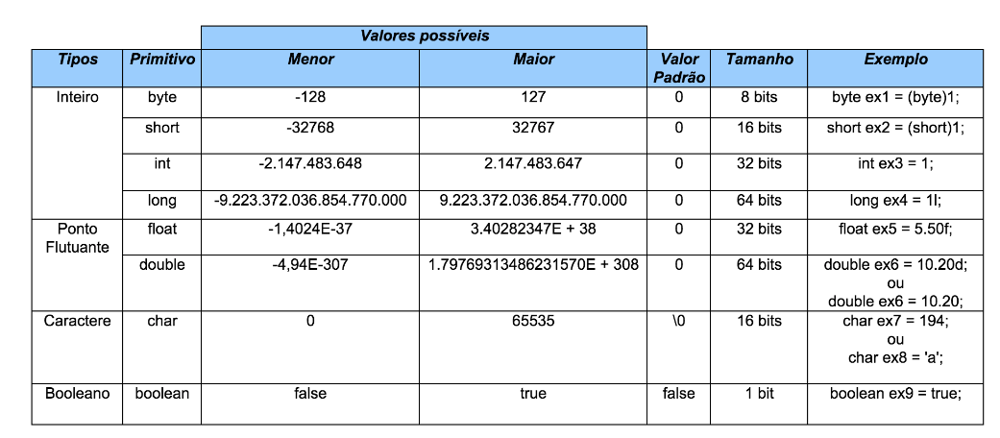 Valores possíveis
Tipos Primitivo Menor Maior Valor Padrão Tamanho Exemplo
Inteiro byte -128 127 0 8 bits byte ex1 = (byte)1;
short -32768 32767 0 16 bits short ex2 = (short)1;
int -2.147.483.648 2.147.483.647 0 32 bits int ex3 = 1;
long -9.223.372.036.854.770.000 9.223.372.036.854.770.000 0 64 bits long ex4 = 1l;
Ponto Flutuante float -1,4024E-37 3.40282347E + 38 0 32 bits float ex5 = 5.50f;
double -4,94E-307 1.79769313486231570E + 308 0 64 bits double ex6 = 10.20d;
ou
double ex6 = 10.20;
Caractere char 0 65535 \0 16 bits char ex7 = 194;
ou
char ex8 = 'a';
Booleano boolean false true false 1 bit boolean ex9 = true;